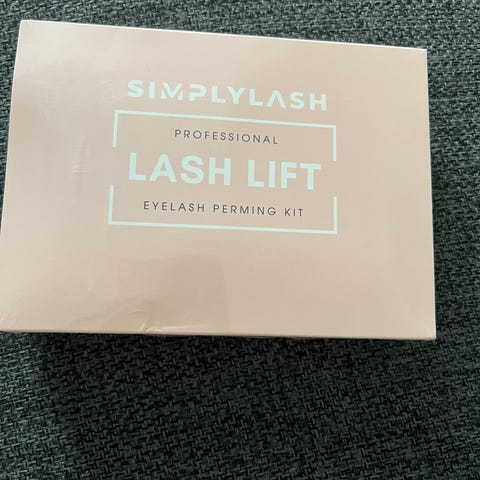 SIMPLYLASH
PROFESSIONAL
LASH LIFT
EYELASH PERMING KIT